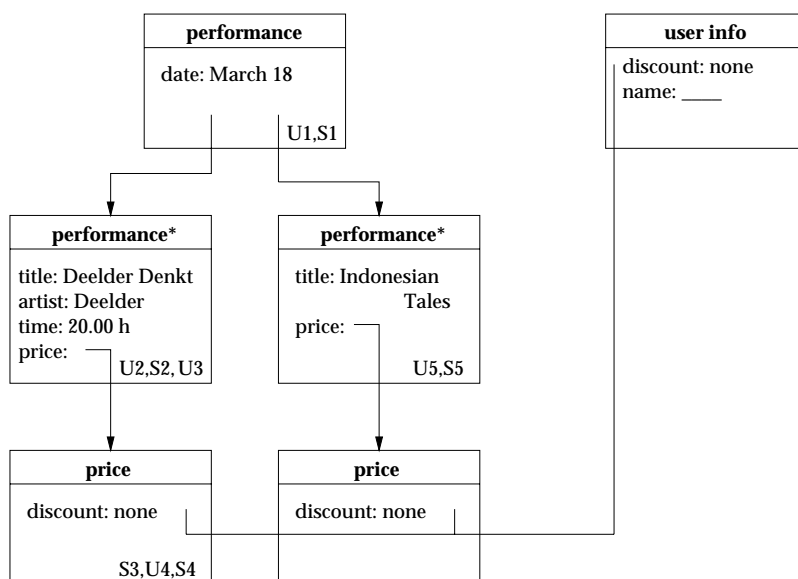 performance
date: March 18
U1,S1
user info
discount: none
name: ____
performance*
title: Deelder Denkt
artist: Deelder
time: 20.00 h
price:
U2,S2, U3
performance*
title: Indonesian
Tales
price:
U5,S5
price
discount: none
S3,U4,S4
price
discount: none